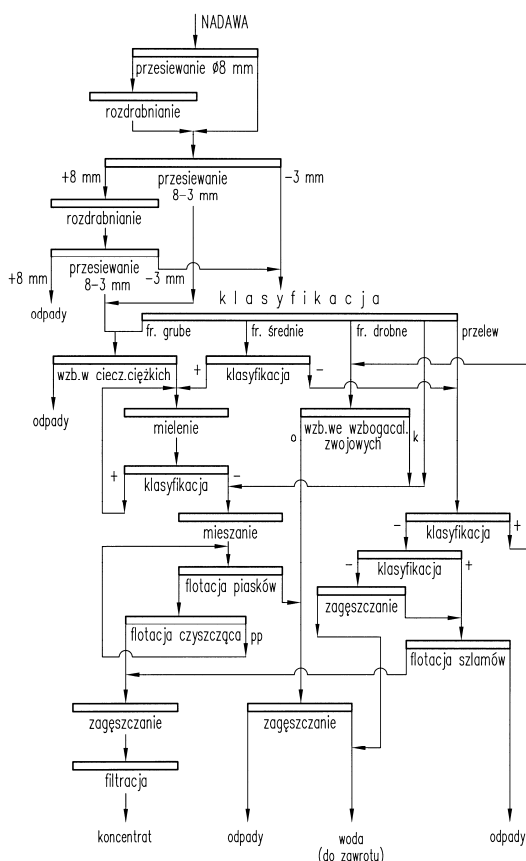 NADAWA
przesiewanie ø8 mm
rozdrabnianie
+8 mm
przesiewanie
8-3 mm
-3 mm
rozdrabnianie
+8 mm
przesiewanie
8-3 mm
-3 mm
odpady
klasyfikacja
fr. grube
fr. średnie
fr. drobne
przelew
wzb.w ciecz.ciężkich
+
klasyfikacja
-
odpady
mielenie
o
wzb.we wzbogacal.
zwojowych
k
+
klasyfikacja
-
mieszanie
-
klasyfikacja
+
-
klasyfikacja
+
flotacja piasków
zagęszczanie
flotacja czyszcząca
pp
flotacja szlamów
zagęszczanie
zagęszczanie
filtracja
koncentrat
odpady
woda
(do zawrotu)
odpady